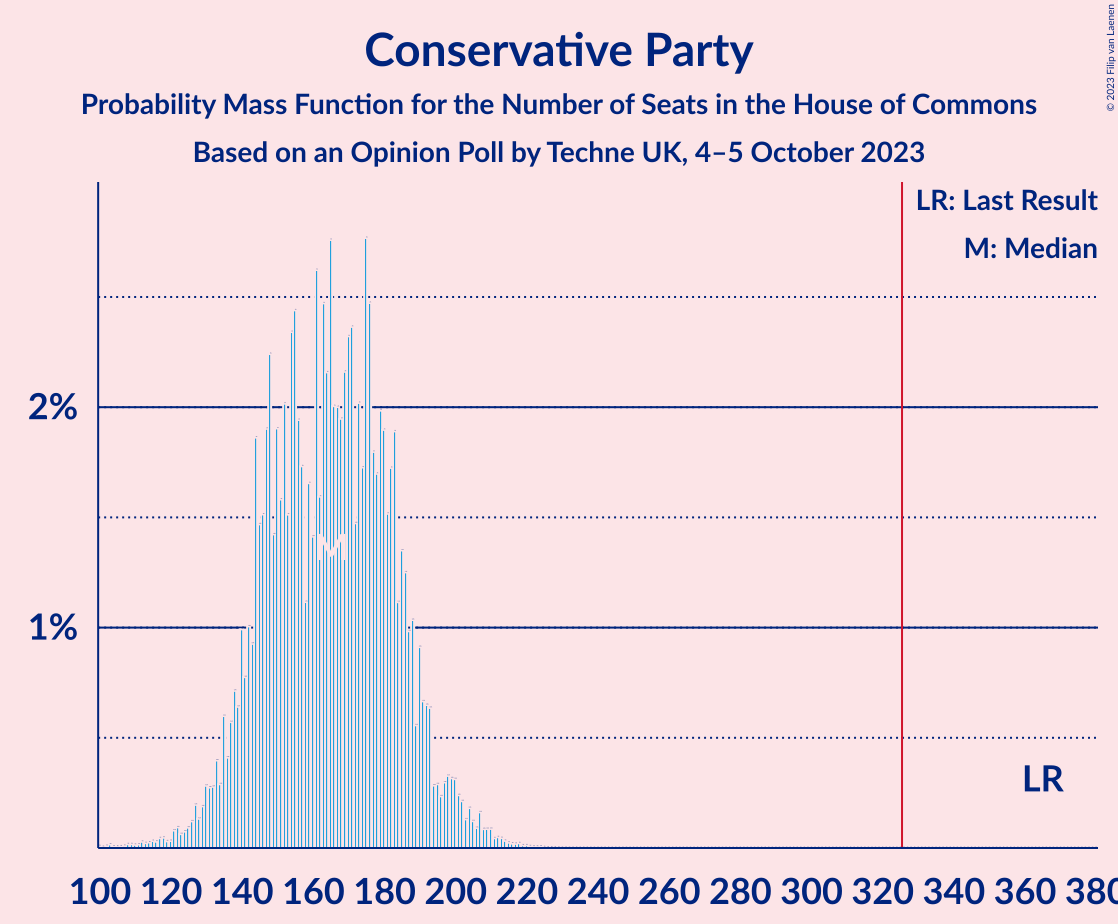 Conservative Party
Probability Mass Function for the Number of Seats in the House of Commons
Based on an Opinion Poll by Techne UK, 4–5 October 2023
© 2023 Filip van Laenen
LR: Last Result
M: Median
2%
1%
M
LR
100 120 140 160 180 200 220 240 260 280 300 320 340 360 380